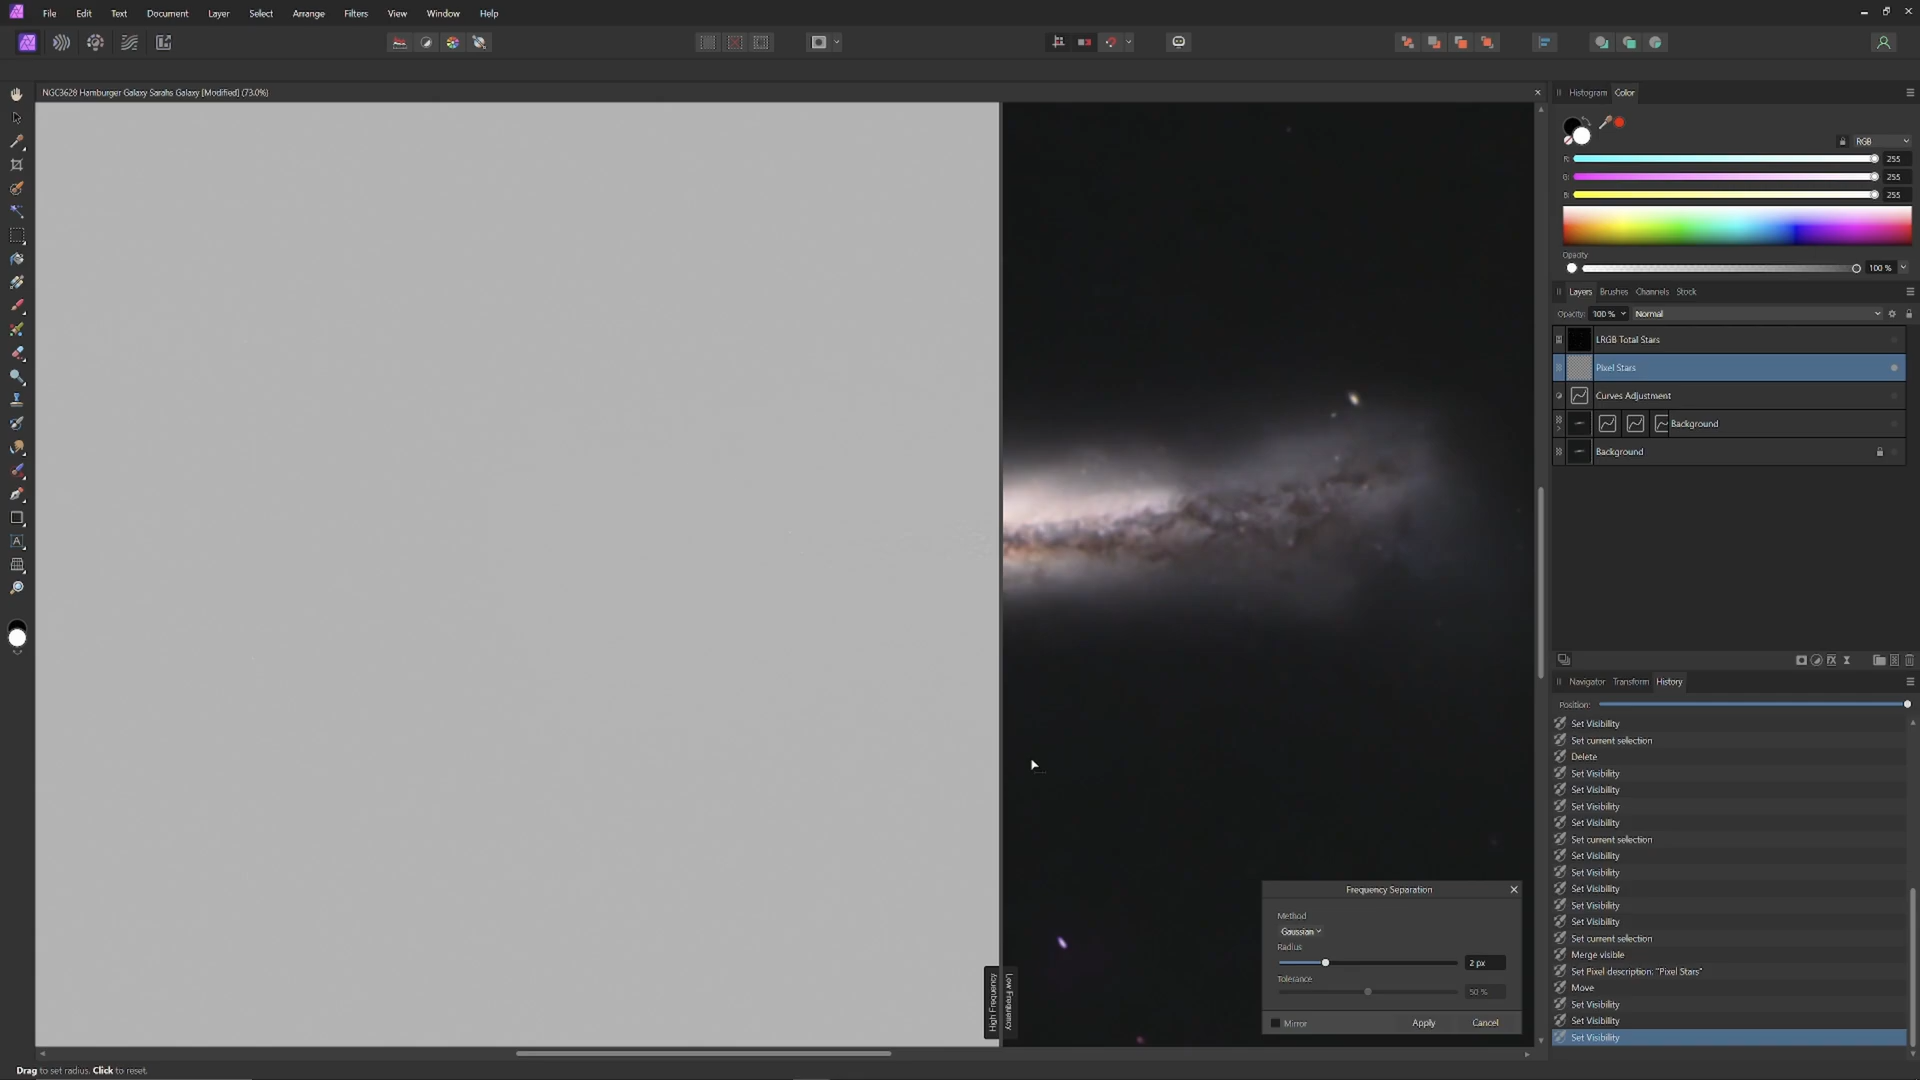 File Edit Text Document Layer Select Arrange Filters View Window Help
NGC3628 Hamburger Galaxy Sarahs Galaxy [Modified] (73.0%)
Histogram Color
RGB
R: 255
G: 255
B: 255
Opacity
100 %
Layers Brushes Channels Stock
Opacity: 100 % Normal
LRGB Total Stars
Pixel Stars
Curves Adjustment
Background
Background
Navigator Transform History
Position:
Set Visibility
Set current selection
Delete
Set Visibility
Set Visibility
Set Visibility
Set Visibility
Set current selection
Set Visibility
Set Visibility
Set Visibility
Set Visibility
Set Visibility
Set current selection
Merge visible
Set Pixel description: "Pixel Stars"
Move
Set Visibility
Set Visibility
Set Visibility
High Frequency
Low Frequency
Frequency Separation
Method
Gaussian
Radius
2 px
Tolerance
50 %
Mirror Apply Cancel
Drag to set radius. Click to reset.